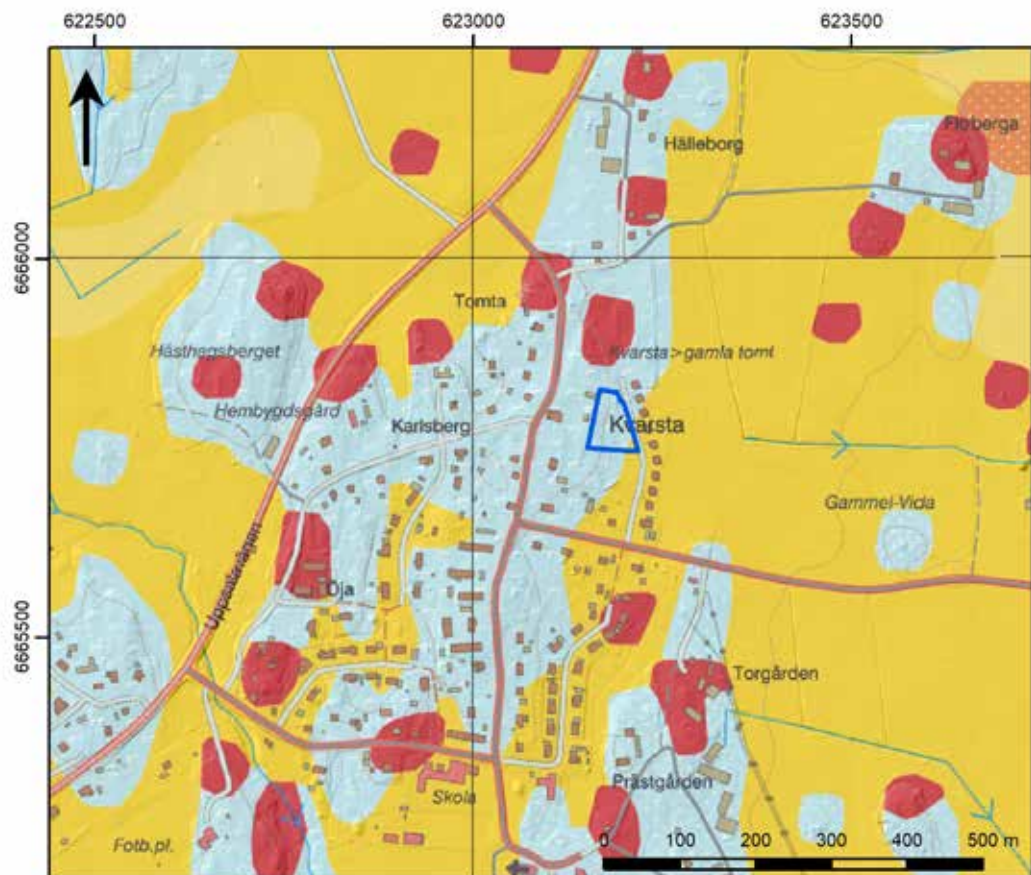 622500
623000
623500
Hälleborg
Floberga
6666000
Tomta
Hästhagsberget
Kvarsta>gamla tomt
Hembygdsgård
Karlsberg
Kvarsta
Gammel-Vida
Uppsalavägen
Öja
6665500
Torgården
Prästgården
Skola
Fotb.pl.
0 100 200 300 400 500 m